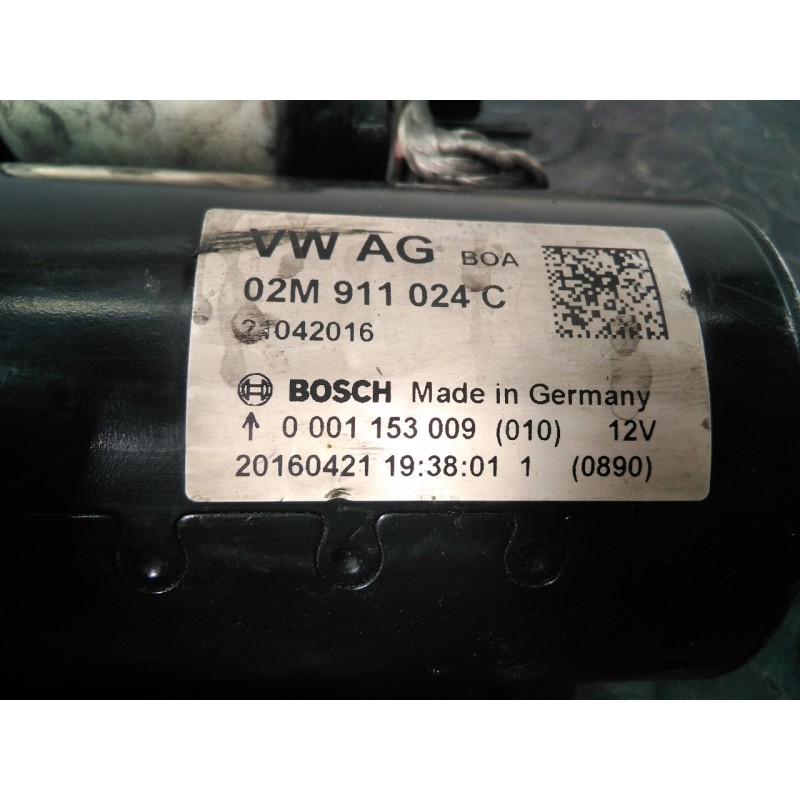 VW AG BOA
02M 911 024 C
21042016
BOSCH Made in Germany
↑ 0 001 153 009 (010) 12V
20160421 19:38:01 1 (0890)